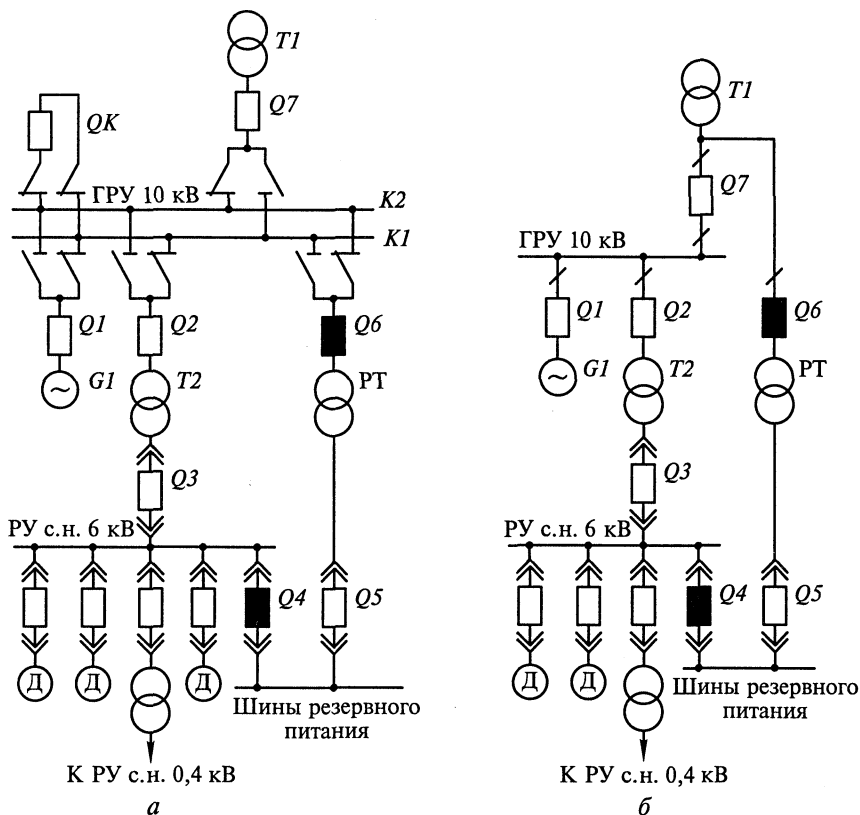 T1
Q7
QK
ГРУ 10 кВ
K2
K1
Q1
Q2
Q6
G1
T2
РТ
Q3
РУ с.н. 6 кВ
Q4
Q5
Д
Д
Д
Шины резервного
питания
К РУ с.н. 0,4 кВ
а
T1
Q7
ГРУ 10 кВ
Q1
Q2
Q6
G1
T2
РТ
Q3
РУ с.н. 6 кВ
Q4
Q5
Д
Д
Д
Шины резервного
питания
К РУ с.н. 0,4 кВ
б